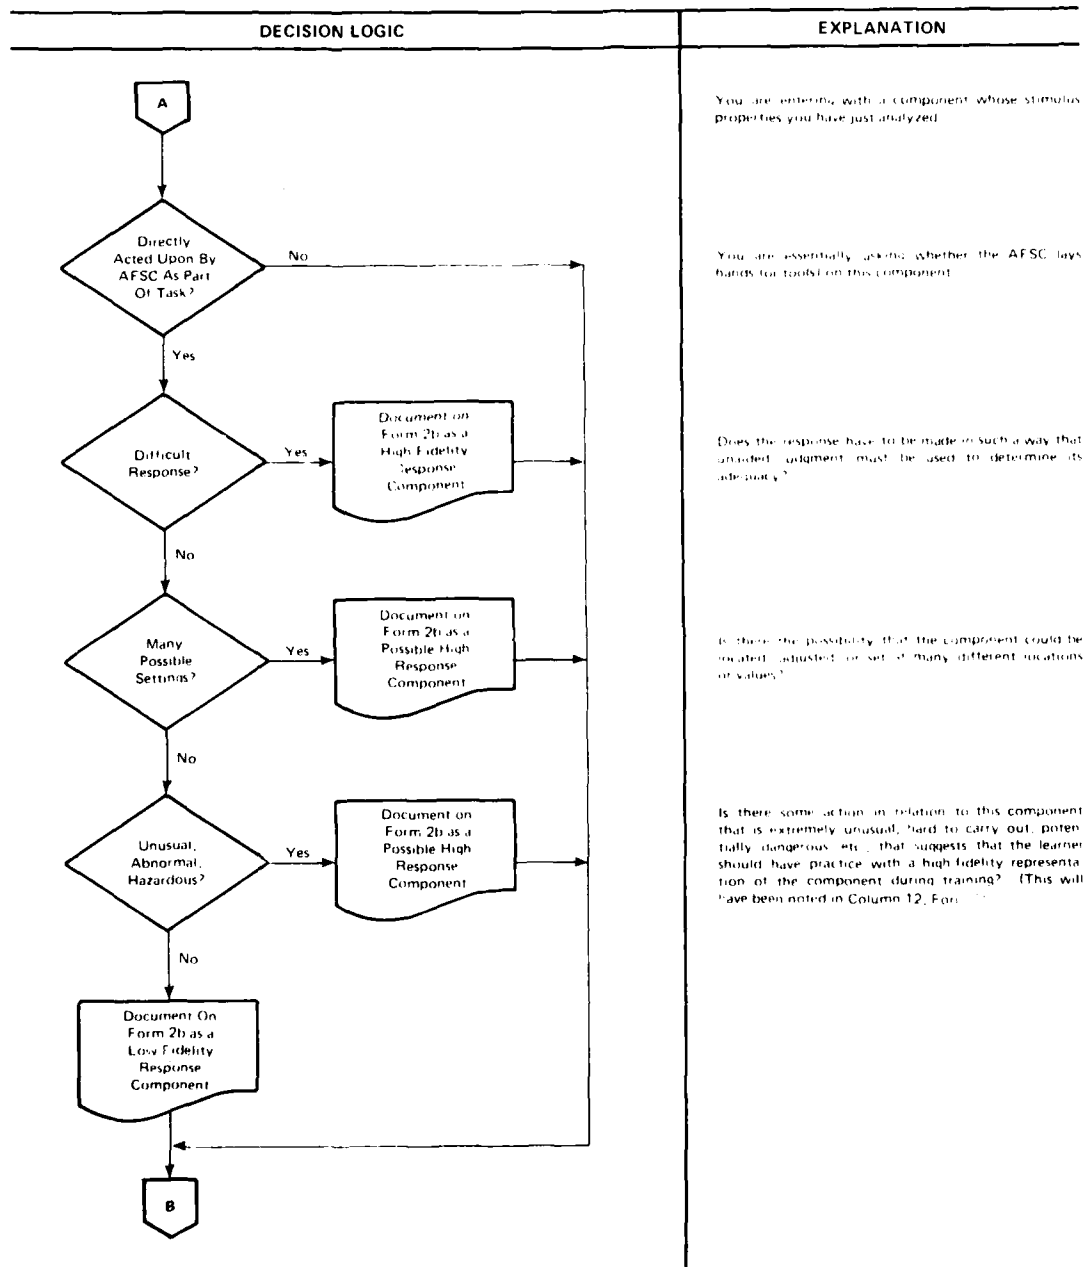 DECISION LOGIC
EXPLANATION
A
You are entering with a component whose stimulus
properties you have just analyzed
Directly
Acted Upon By
AFSC As Part
Of Task?
No
You are essentially asking whether the AFSC lays
hands (or tools) on this component
Yes
Difficult
Response?
Yes
Document on
Form 2b as a
High Fidelity
Response
Component
Does the response have to be made in such a way that
unaided judgment must be used to determine its
adequacy?
No
Many
Possible
Settings?
Yes
Document on
Form 2b as a
Possible High
Response
Component
Is there the possibility that the component could be
located, adjusted, or set at many different locations
or values?
No
Unusual,
Abnormal,
Hazardous?
Yes
Document on
Form 2b as a
Possible High
Response
Component
Is there some action in relation to this component
that is extremely unusual, hard to carry out, poten
tially dangerous, etc., that suggests that the learner
should have practice with a high fidelity representa
tion of the component during training? (This will
have been noted in Column 12,
No
Document On
Form 2b as a
Low Fidelity
Response
Component
B